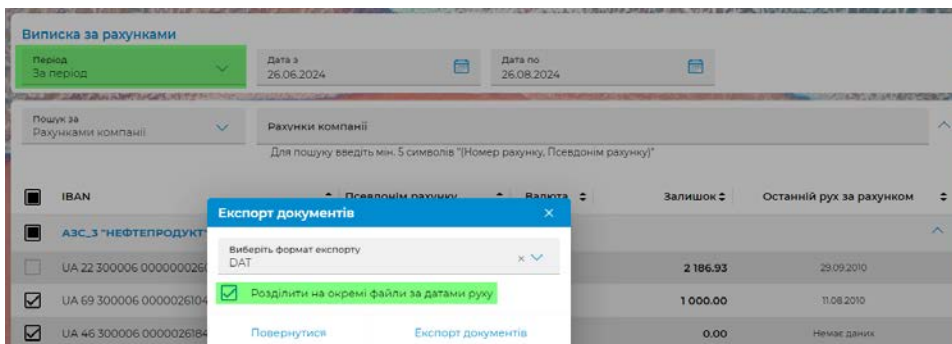 Виписка за рахунками
Період
За період
Дата з
26.06.2024
Дата по
26.08.2024
Пошук за
Рахунками компанії
Рахунки компанії
Для пошуку введіть мін. 5 символів "(Номер рахунку, Псевдонім рахунку)"
IBAN Псевдонім рахунку Валюта Залишок Останній рух за рахунком
АЗС_3 "НЕФТЕПРОДУКТ"
Експорт документів
Виберіть формат експорту
DAT
Розділити на окремі файли за датами руху
Повернутися Експорт документів
UA 22 300006 2 186.93 29.09.2010
UA 69 300006 0000026104 1 000.00 11.08.2010
UA 46 300006 0000026184 0.00 Немає даних